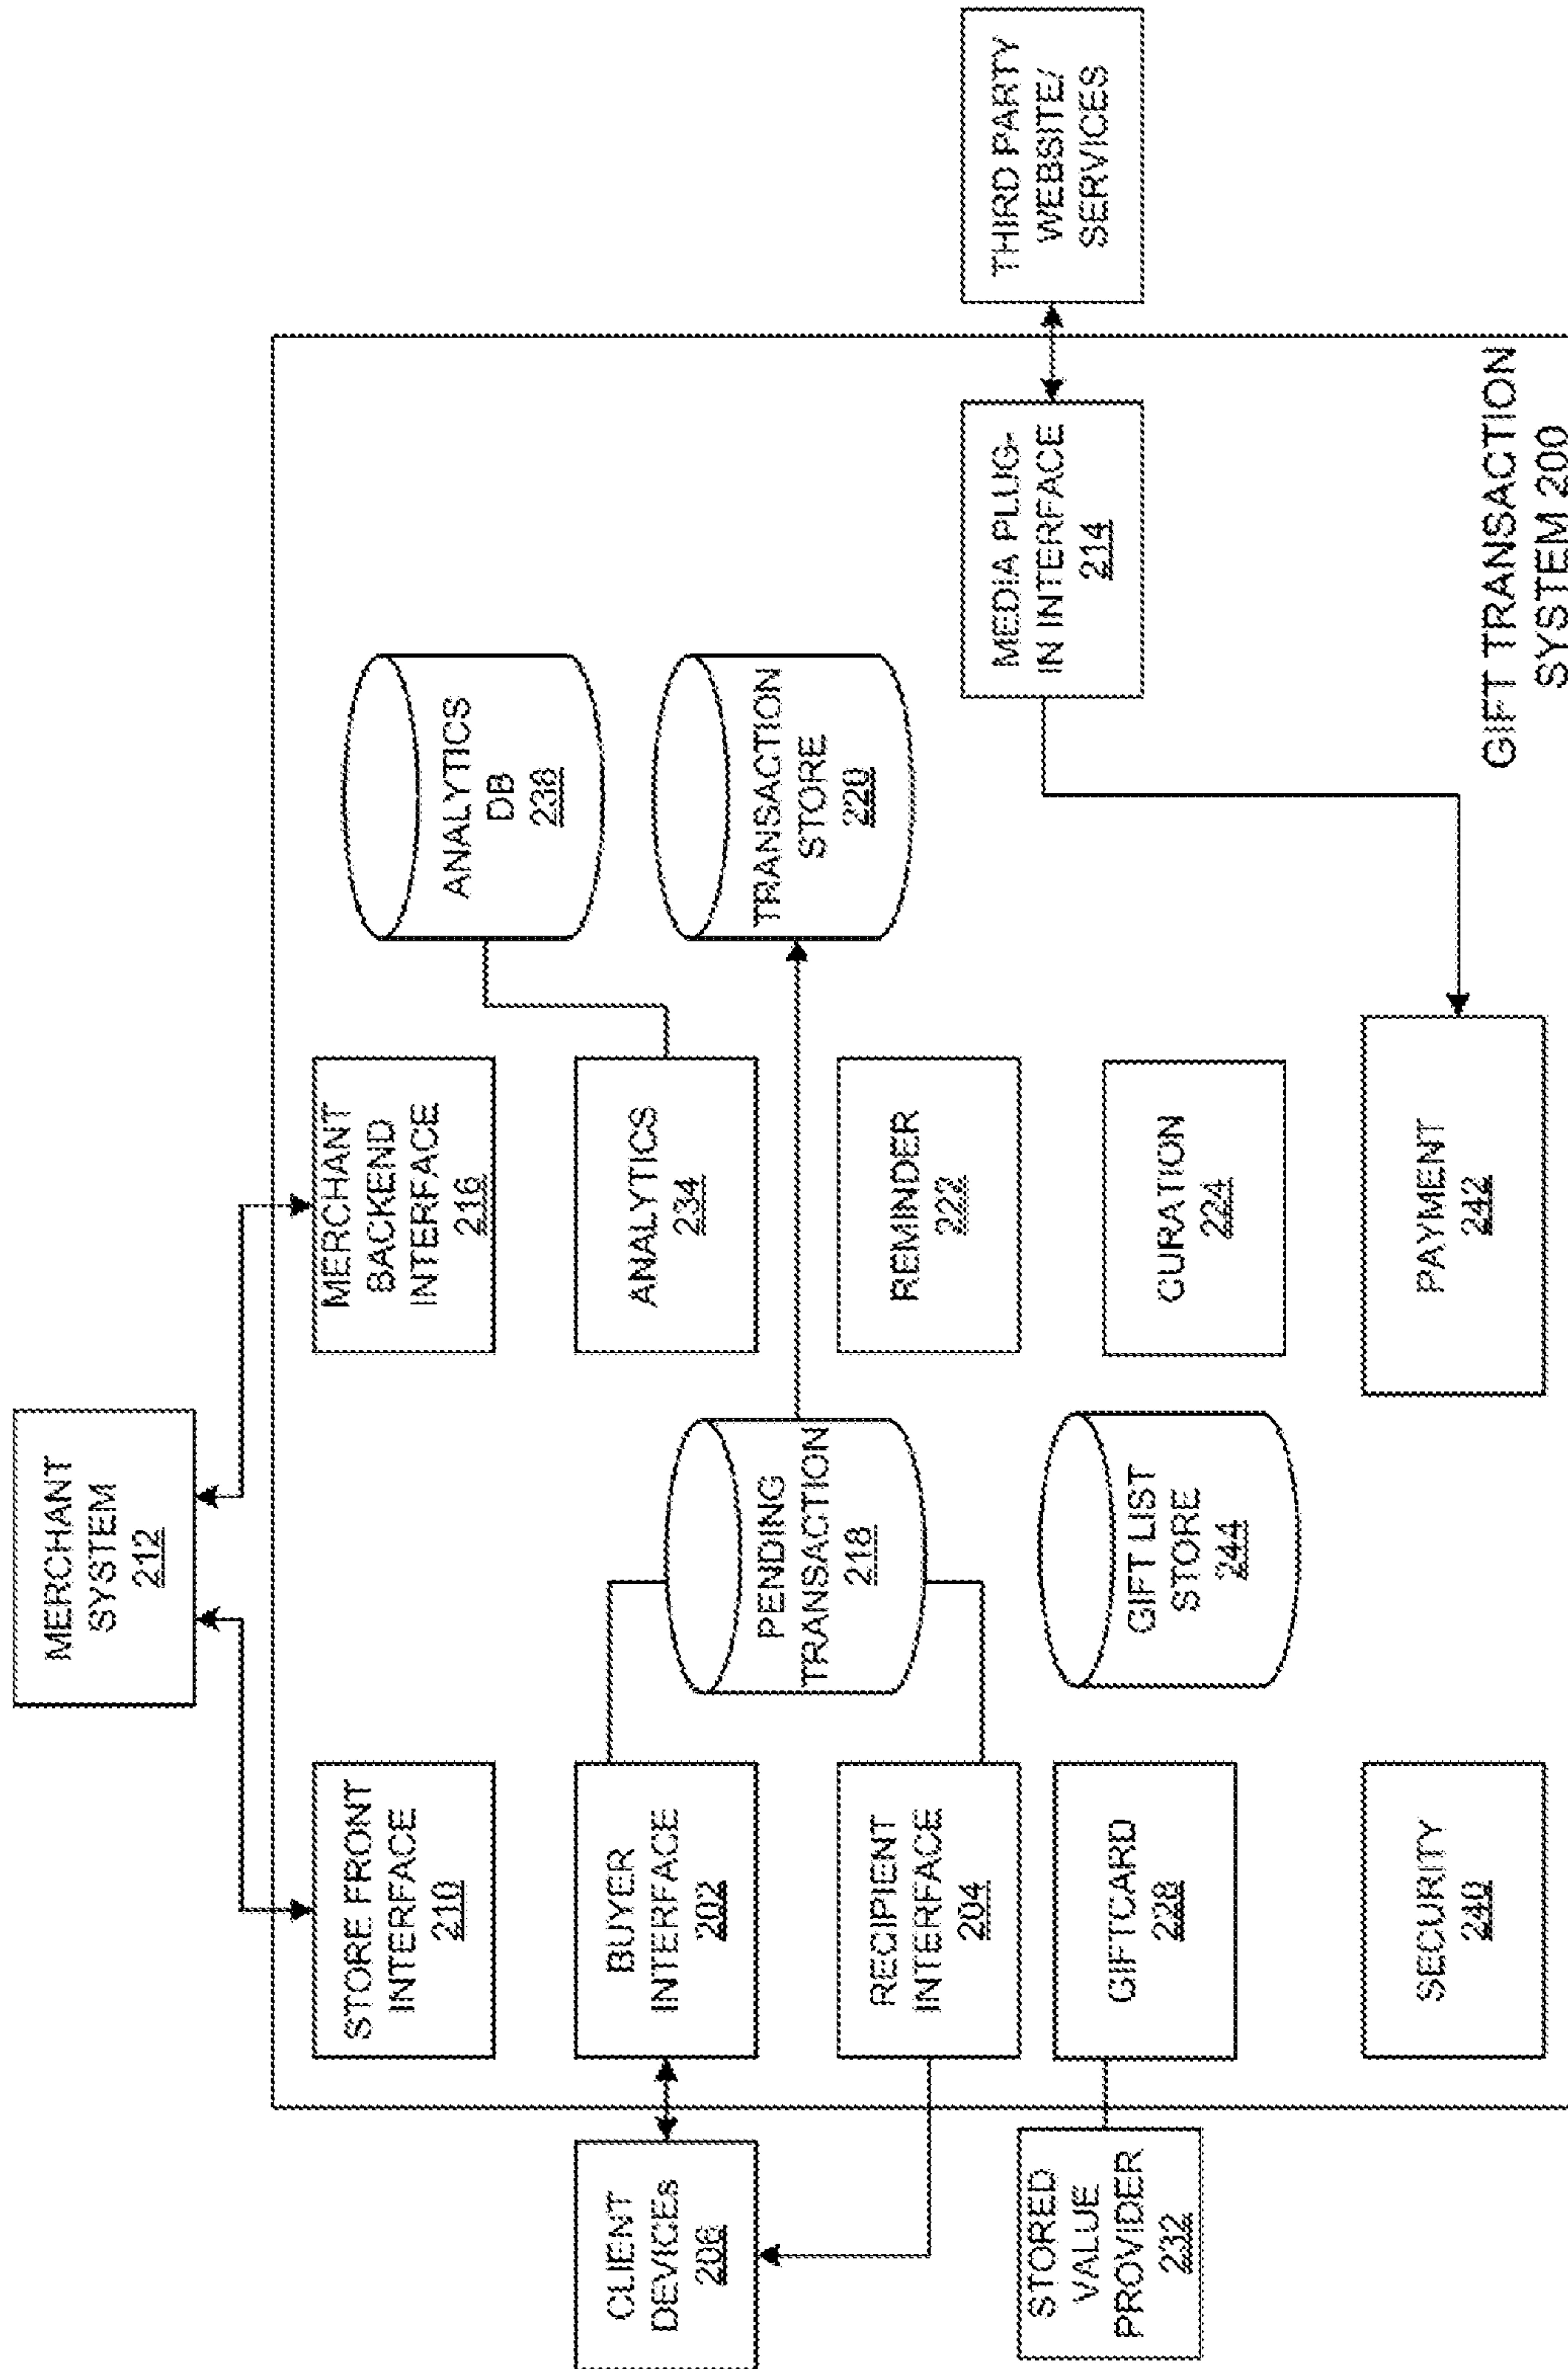 MERCHANT
SYSTEM
212
STORE FRONT
INTERFACE
210
MERCHANT
BACKEND
INTERFACE
216
CLIENT
DEVICEs
206
BUYER
INTERFACE
202
PENDING
TRANSACTION
218
ANALYTICS
234
ANALYTICS
DB
238
TRANSACTION
STORE
220
RECIPIENT
INTERFACE
204
REMINDER
222
STORED
VALUE
PROVIDER
232
GIFTCARD
228
GIFT LIST
STORE
244
CURATION
224
MEDIA PLUG-
IN INTERFACE
214
THIRD PARTY
WEBSITE/
SERVICES
SECURITY
240
PAYMENT
242
GIFT TRANSACTION
SYSTEM 200